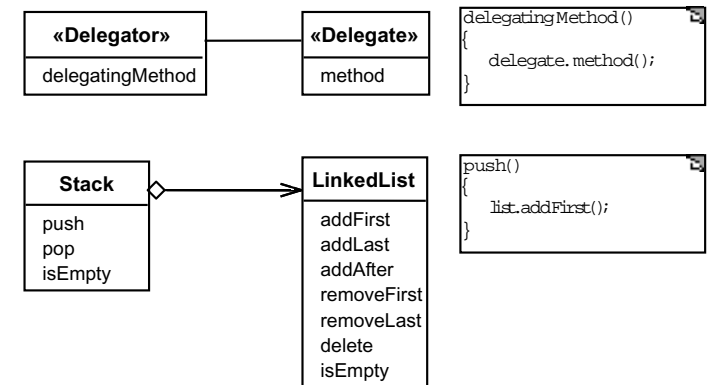 «Delegator»
delegatingMethod
«Delegate»
method
delegatingMethod()
{
delegate.method();
}
Stack
push
pop
isEmpty
LinkedList
addFirst
addLast
addAfter
removeFirst
removeLast
delete
isEmpty
push()
{
list.addFirst();
}